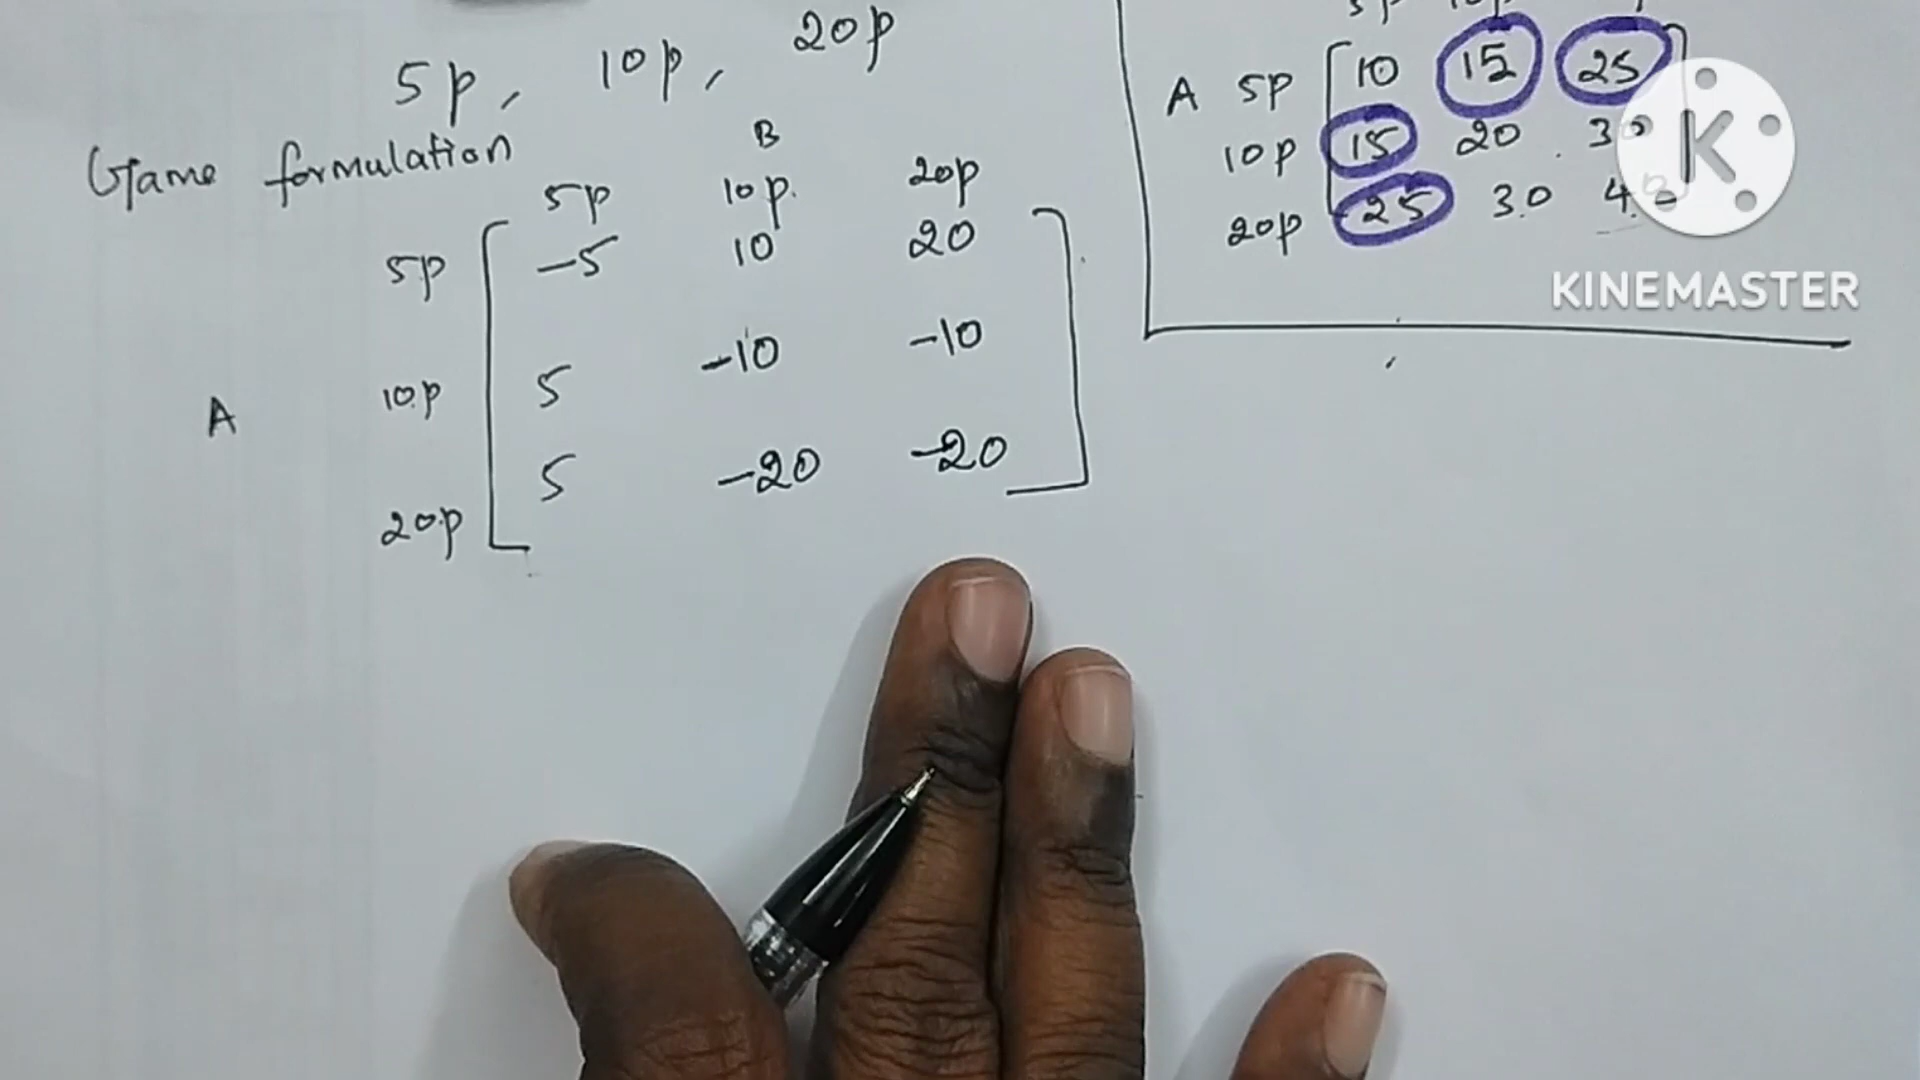 5p, 10p, 20p
Game formulation
B
5p 10p. 20p
5p -5 10 20
A 10p 5 -10 -10
20p 5 -20 -20
A 5p 10 15 25
10p 15 20 . 30
20p 25 30
KINEMASTER